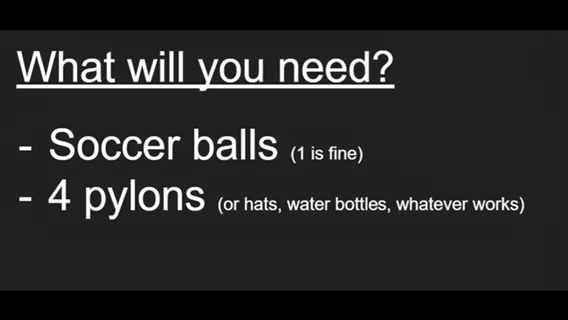 What will you need?
- Soccer balls (1 is fine)
- 4 pylons (or hats, water bottles, whatever works)